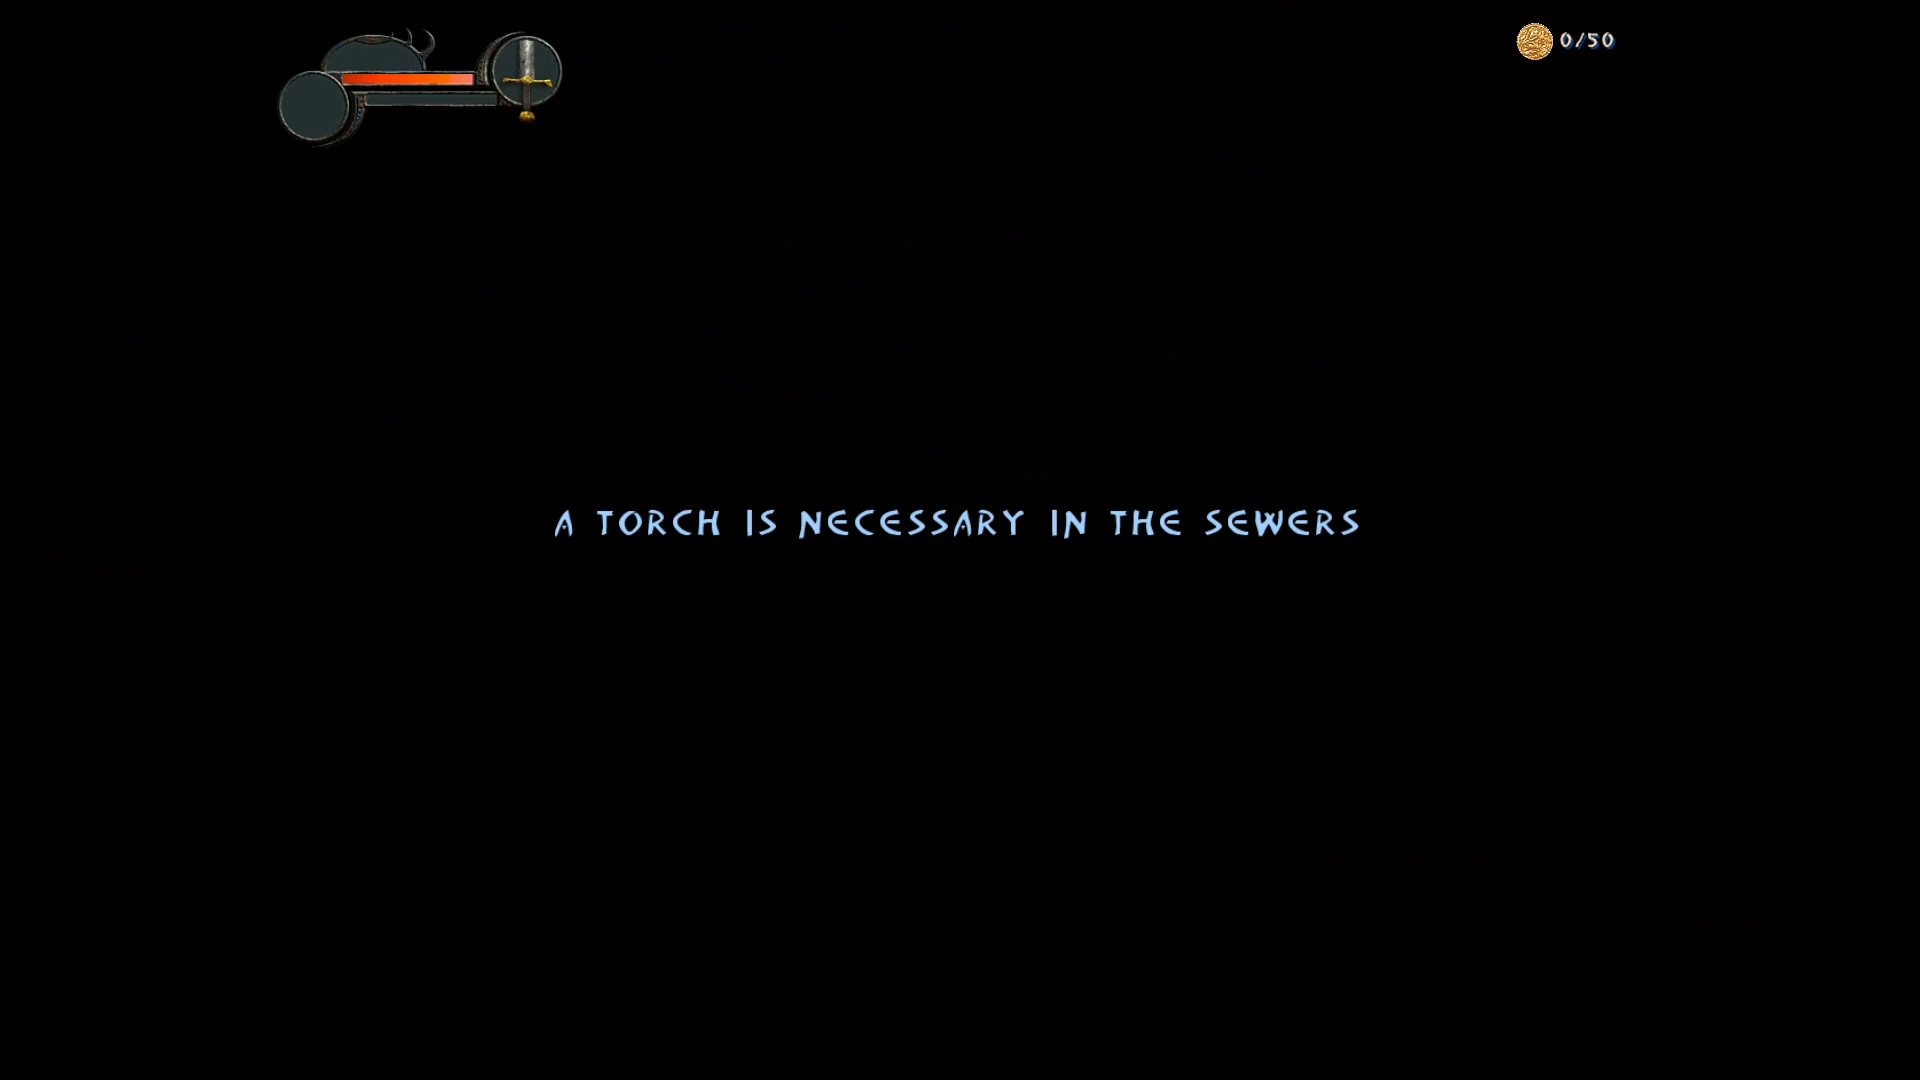 0/50
A TORCH IS NECESSARY IN THE SEWERS